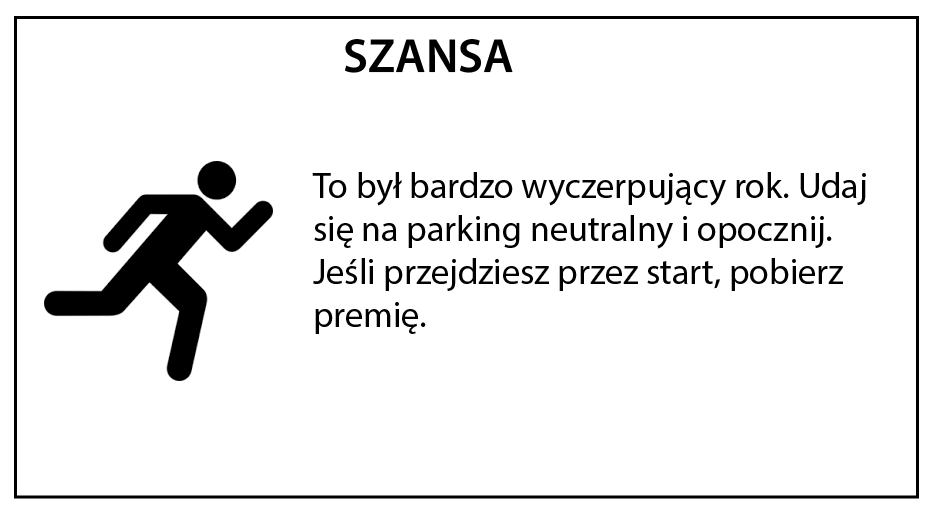 SZANSA
To był bardzo wyczerpujący rok. Udaj
się na parking neutralny i opocznij.
Jeśli przejdziesz przez start, pobierz
premię.